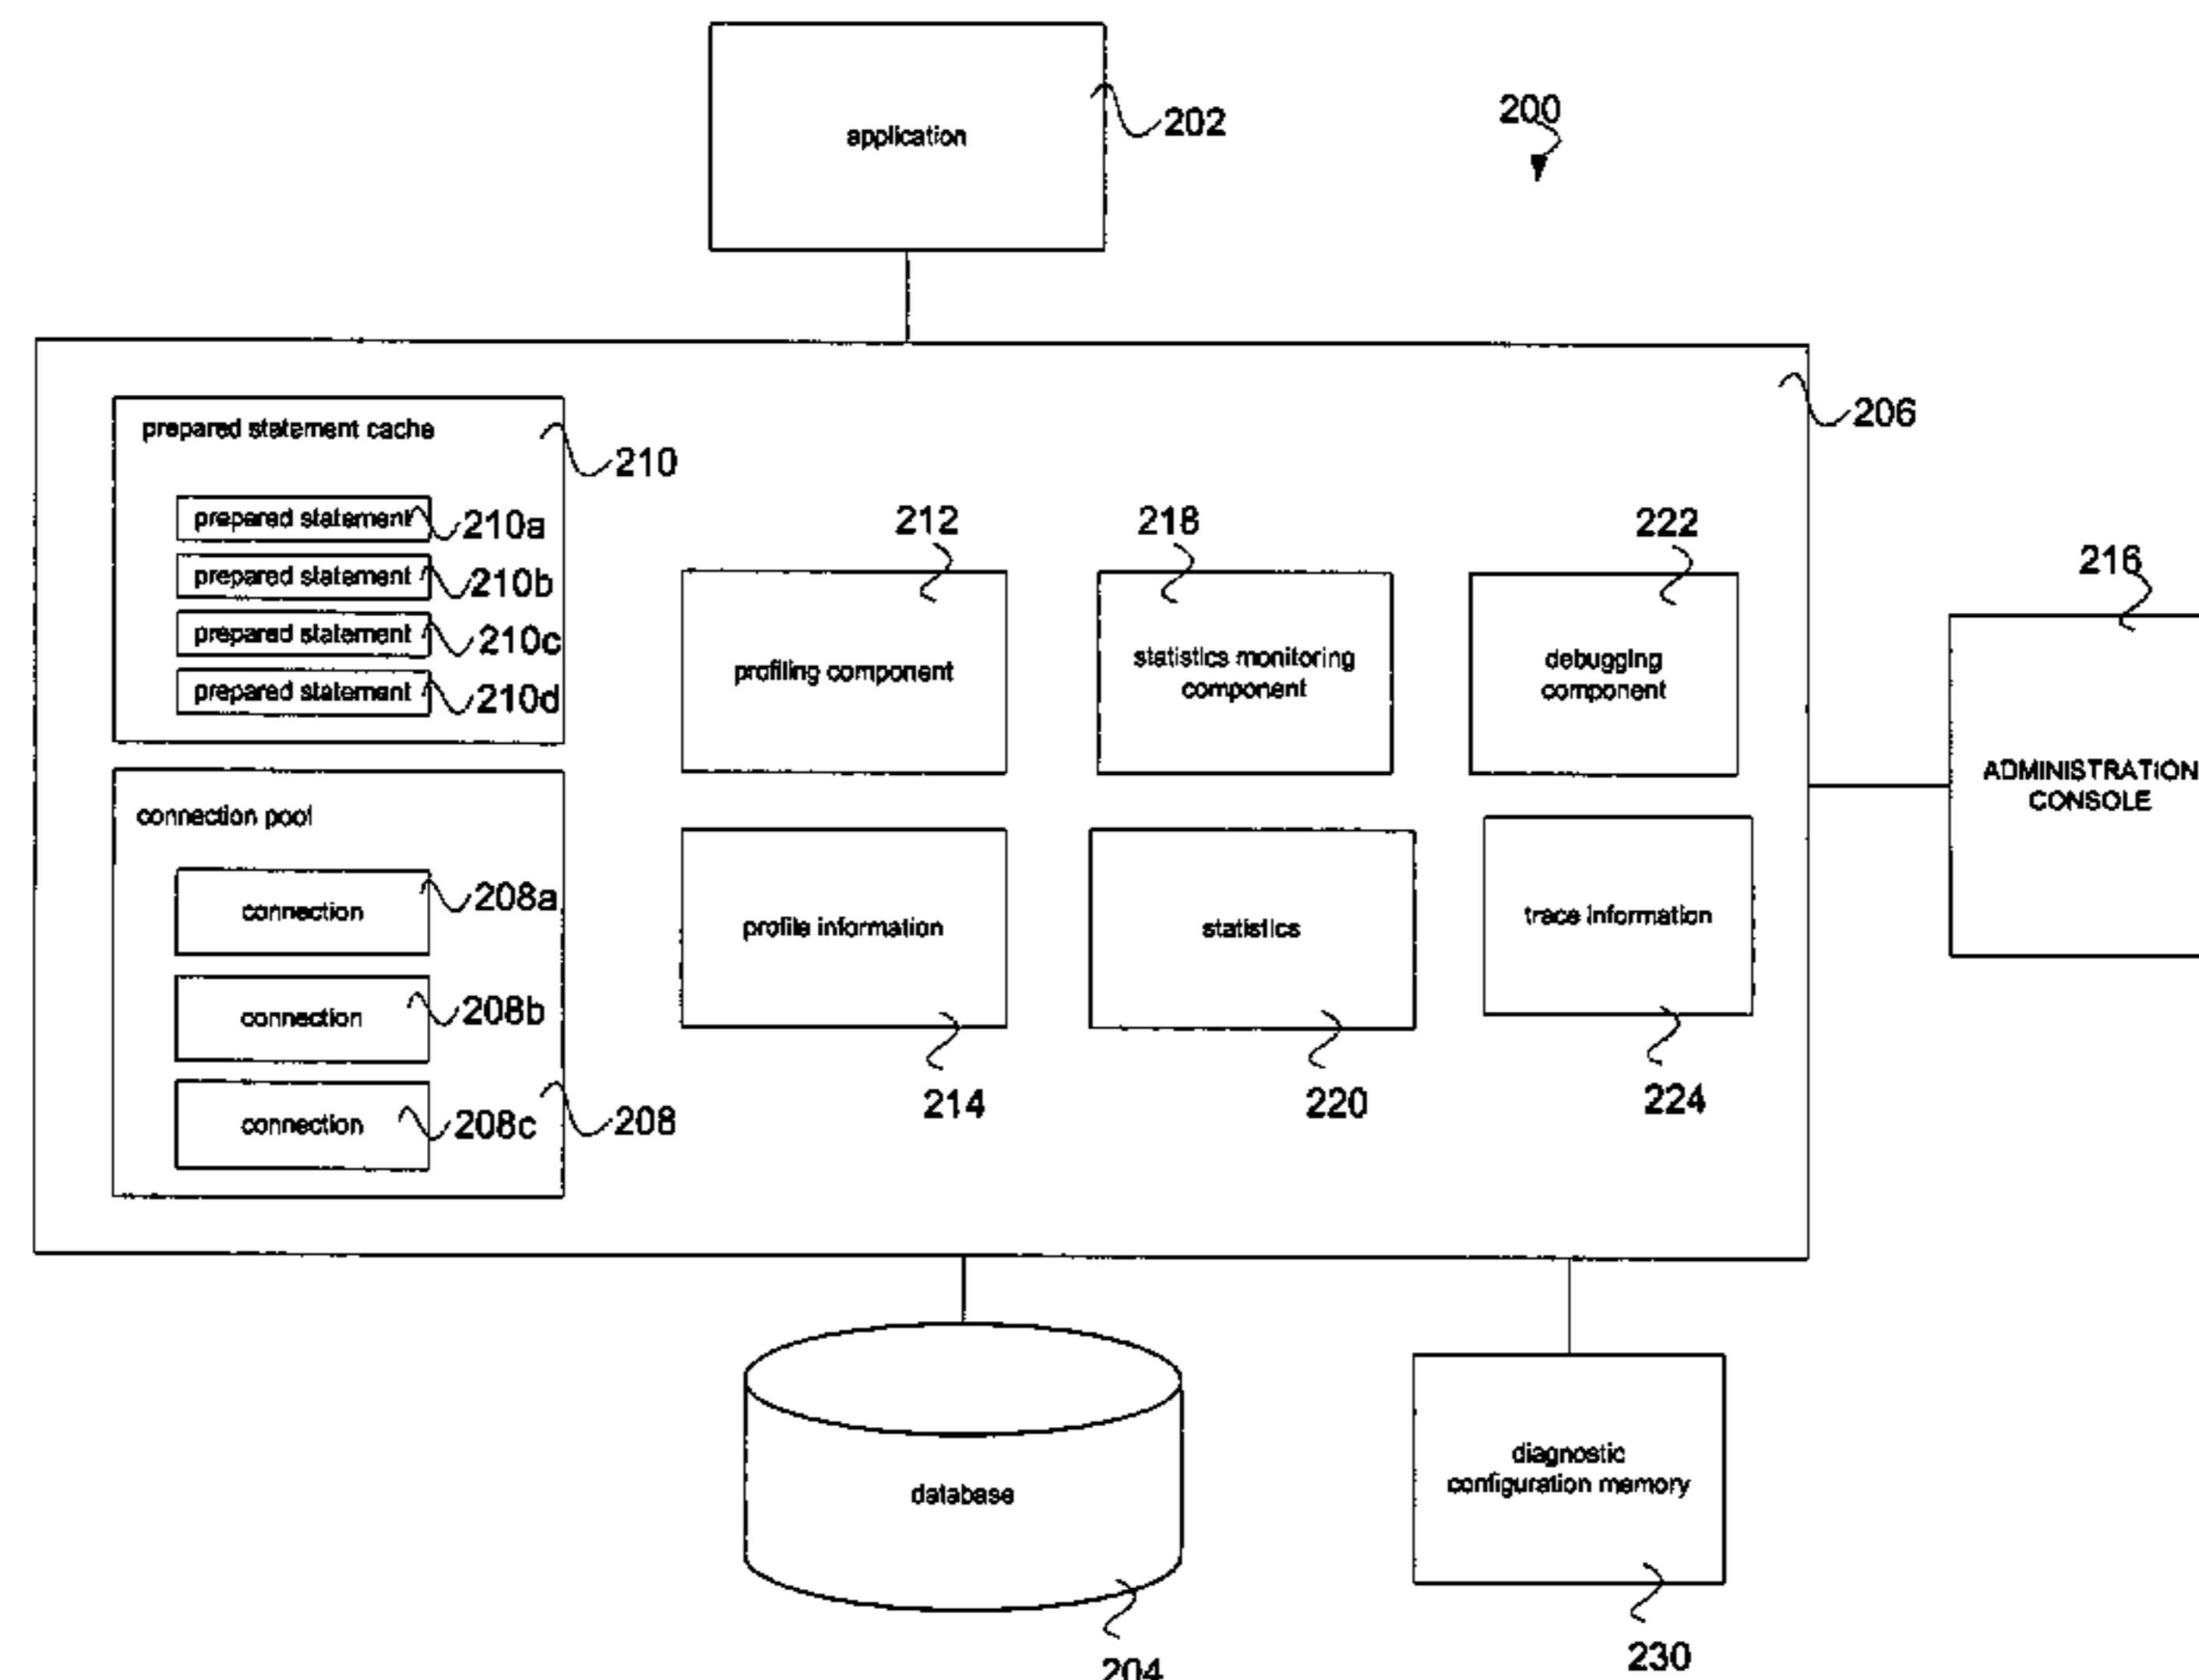 application
202
200
206
prepared statement cache
210
prepared statement
210a
prepared statement
210b
prepared statement
210c
prepared statement
210d
212
profiling component
218
statistics monitoring
component
222
debugging
component
216
ADMINISTRATION
CONSOLE
connection pool
connection
208a
connection
208b
connection
208c
208
profile information
214
statistics
220
trace information
224
database
204
diagnostic
configuration memory
230